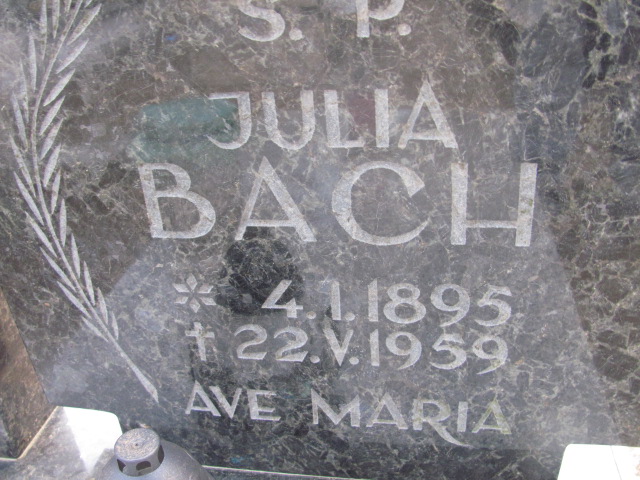 Ś. P.
JULIA
BACH
* 4.I.1895
† 22.V.1959
AVE MARIA